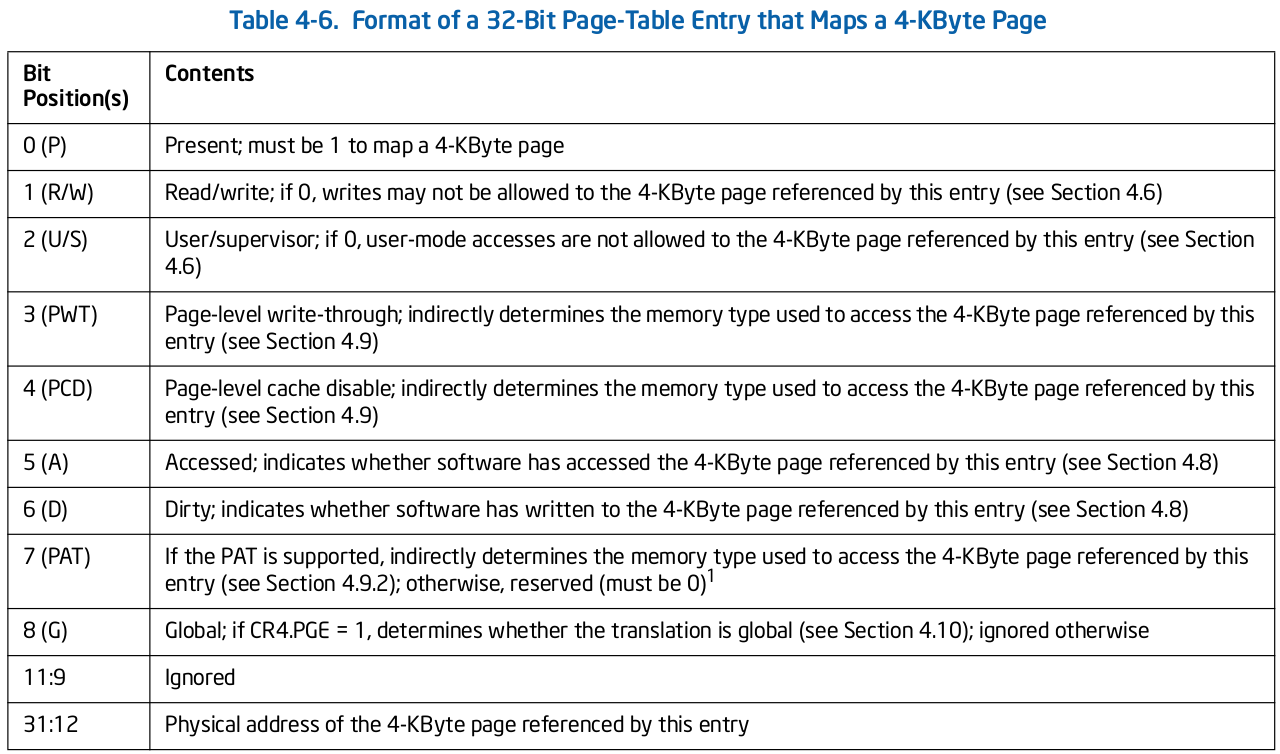 Table 4-6. Format of a 32-Bit Page-Table Entry that Maps a 4-KByte Page
Bit
Position(s)
Contents
0 (P)
Present; must be 1 to map a 4-KByte page
1 (R/W)
Read/write; if 0, writes may not be allowed to the 4-KByte page referenced by this entry (see Section 4.6)
2 (U/S)
User/supervisor; if 0, user-mode accesses are not allowed to the 4-KByte page referenced by this entry (see Section
4.6)
3 (PWT)
Page-level write-through; indirectly determines the memory type used to access the 4-KByte page referenced by this
entry (see Section 4.9)
4 (PCD)
Page-level cache disable; indirectly determines the memory type used to access the 4-KByte page referenced by this
entry (see Section 4.9)
5 (A)
Accessed; indicates whether software has accessed the 4-KByte page referenced by this entry (see Section 4.8)
6 (D)
Dirty; indicates whether software has written to the 4-KByte page referenced by this entry (see Section 4.8)
7 (PAT)
If the PAT is supported, indirectly determines the memory type used to access the 4-KByte page referenced by this
entry (see Section 4.9.2); otherwise, reserved (must be 0)1
8 (G)
Global; if CR4.PGE = 1, determines whether the translation is global (see Section 4.10); ignored otherwise
11:9
Ignored
31:12
Physical address of the 4-KByte page referenced by this entry